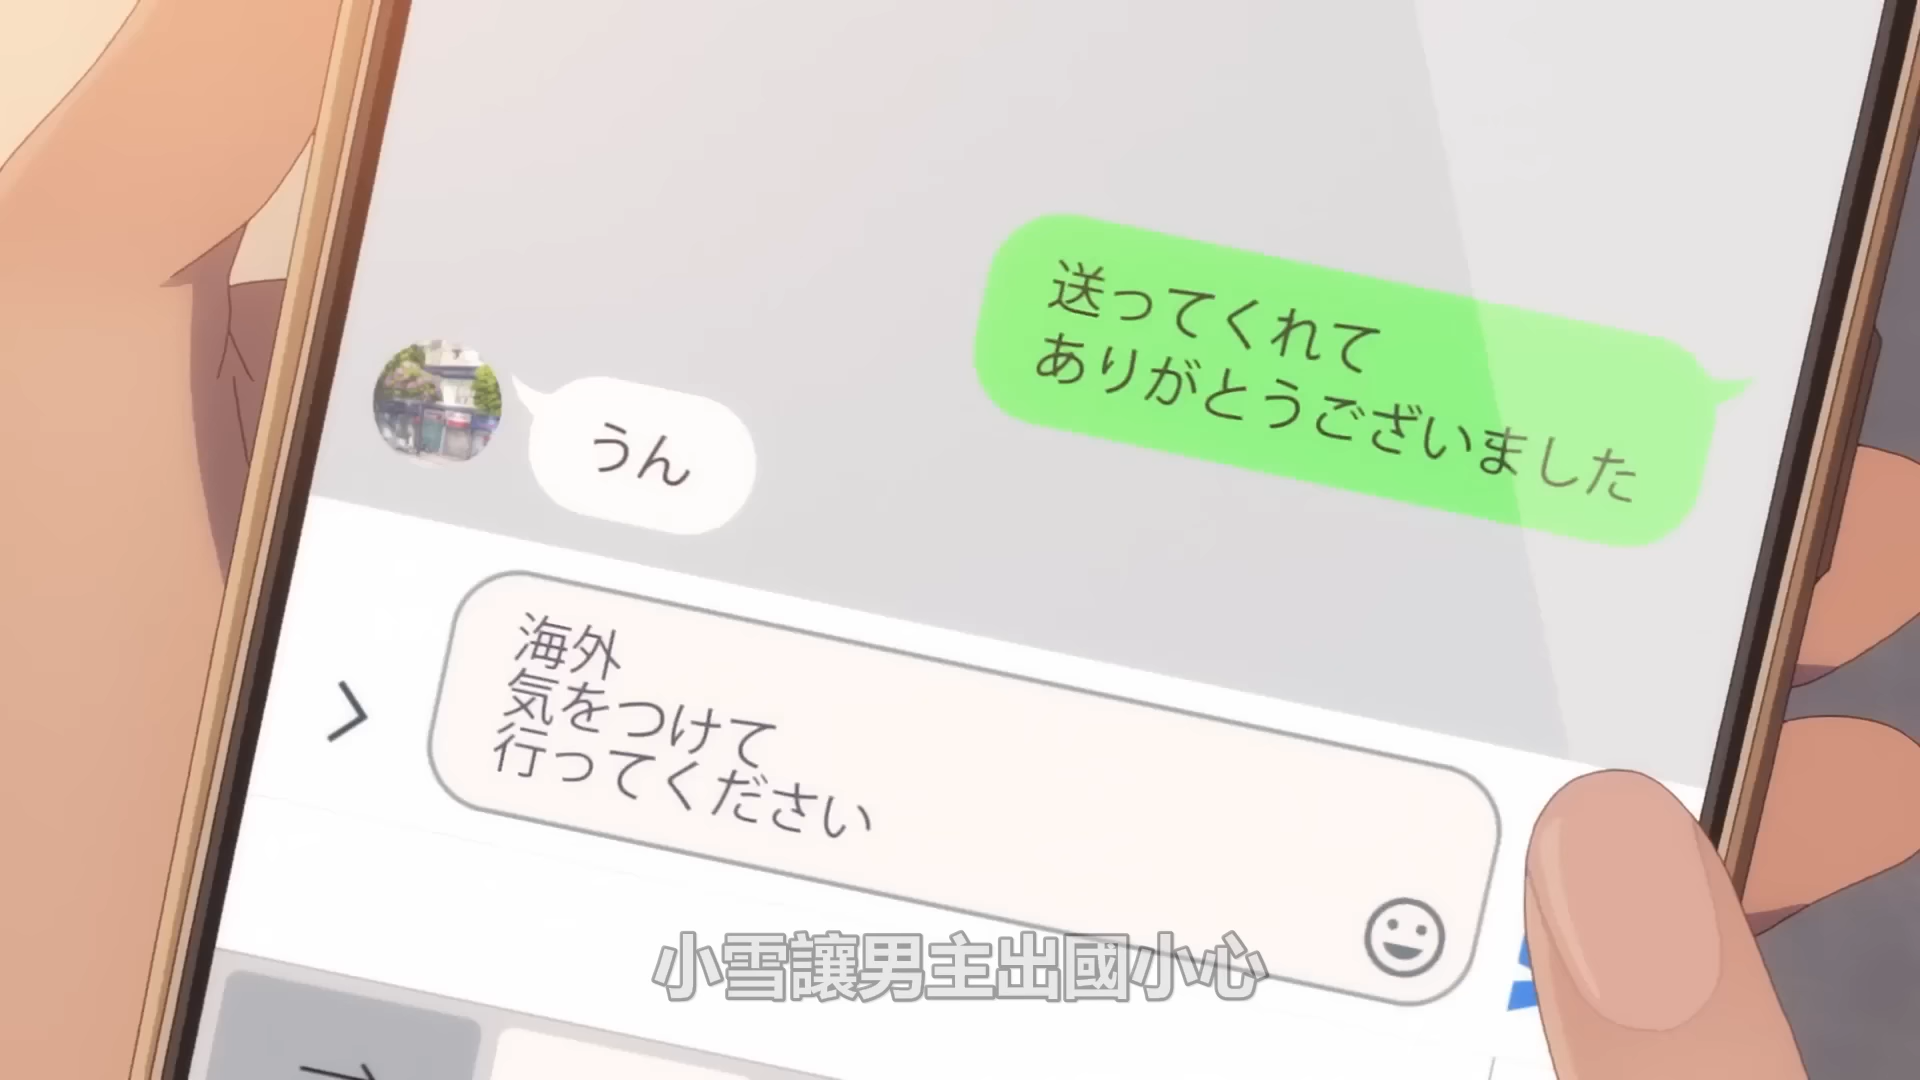 送ってくれて
ありがとうございました
うん
海外
気をつけて
行ってください
小雪讓男主出國小心